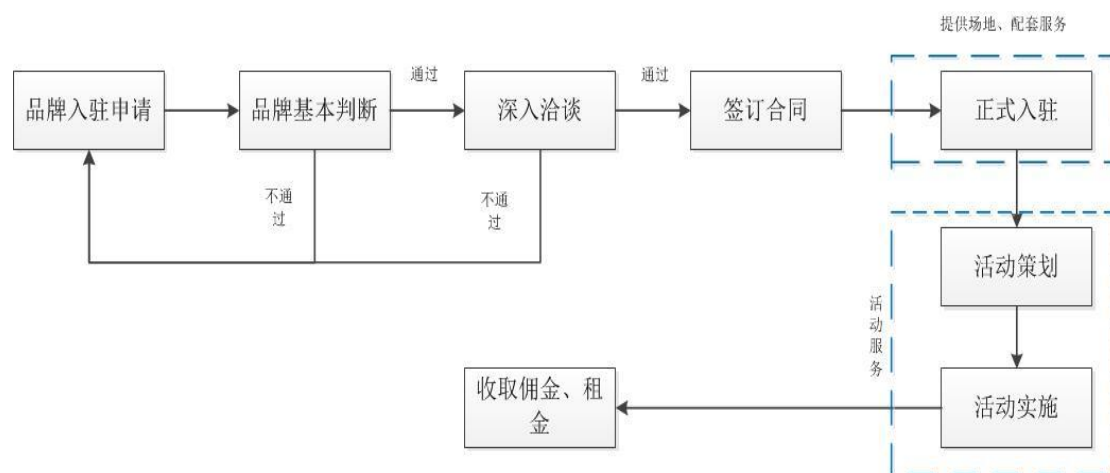 提供场地、配套服务
品牌入驻申请
品牌基本判断
通过
深入洽谈
通过
签订合同
正式入驻
不通
过
不通
过
活动策划
活
动
服
务
收取佣金、租
金
活动实施